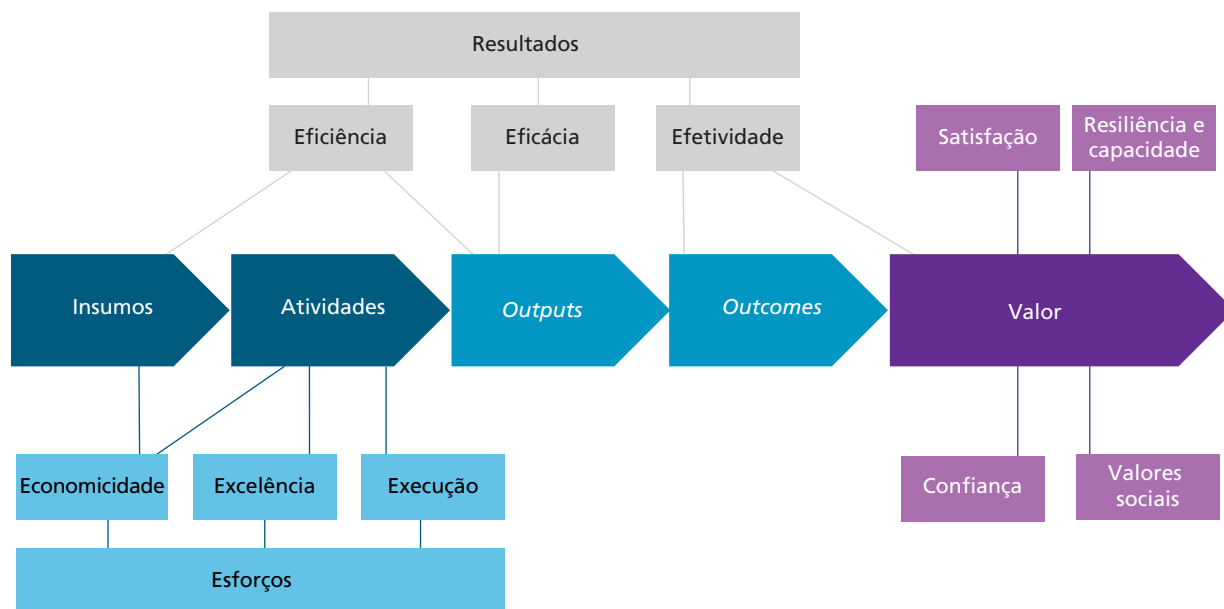 Resultados
Eficiência
Eficácia
Efetividade
Satisfação
Resiliência e
capacidade
Insumos
Atividades
Outputs
Outcomes
Valor
Economicidade
Excelência
Execução
Confiança
Valores
sociais
Esforços